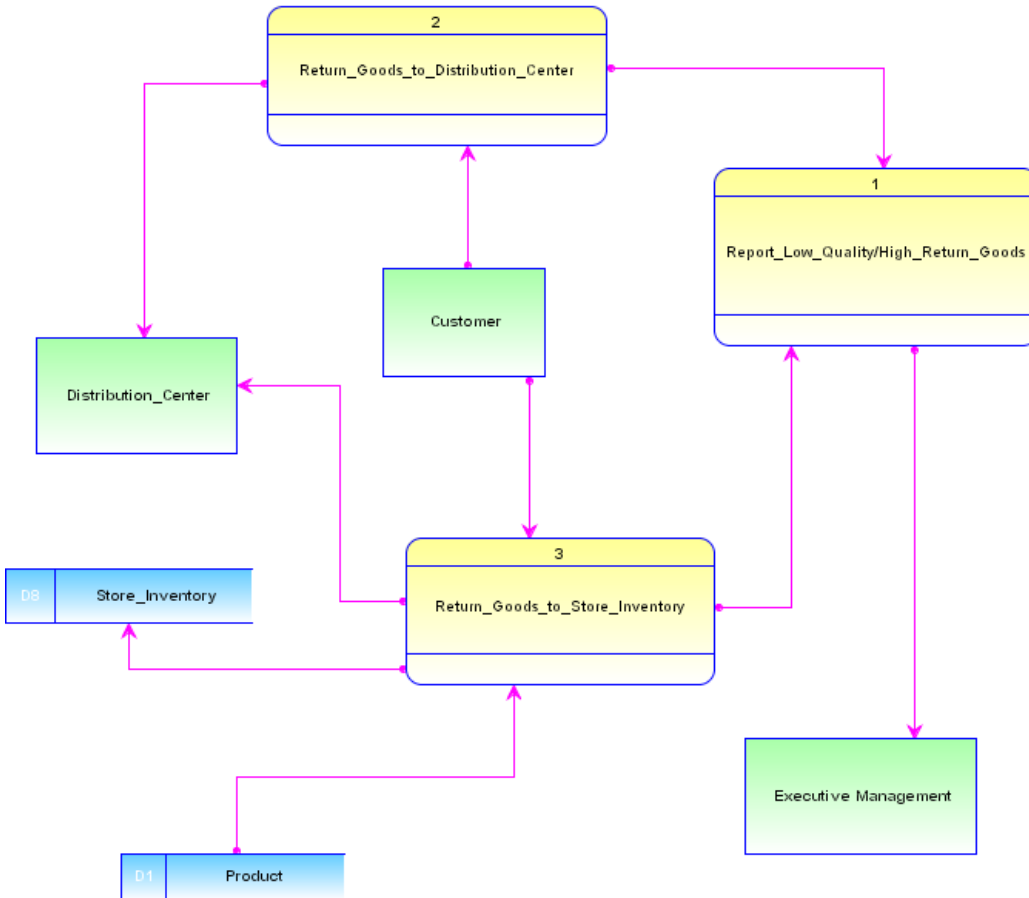 2
Return_Goods_to_Distribution_Center
1
Report_Low_Quality/High_Return_Goods
Customer
Distribution_Center
3
Return_Goods_to_Store_Inventory
D8 Store_Inventory
Executive Management
D1 Product